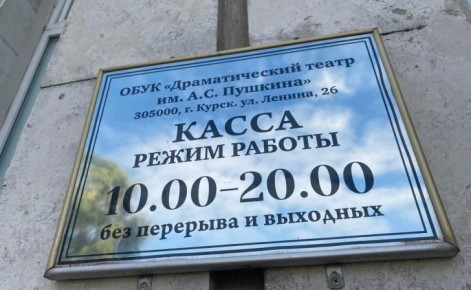 ОБУК «Драматический театр
им. А.С. Пушкина»
305000, г. Курск. ул. Ленина, 26
КАССА
РЕЖИМ РАБОТЫ
10.00–20.00
без перерыва и выходных